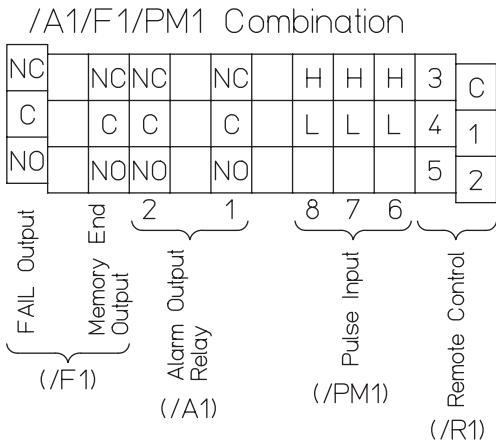 /A1/F1/PM1 Combination
NC NC NC NC H H H 3 C
C C C C L L L 4 1
NO NO NO NO 5 2
2 1 8 7 6
FAIL Output
Memory End
Output
Alarm Output
Relay
Pulse Input
Remote Control
(/F1)
(/A1)
(/PM1)
(/R1)